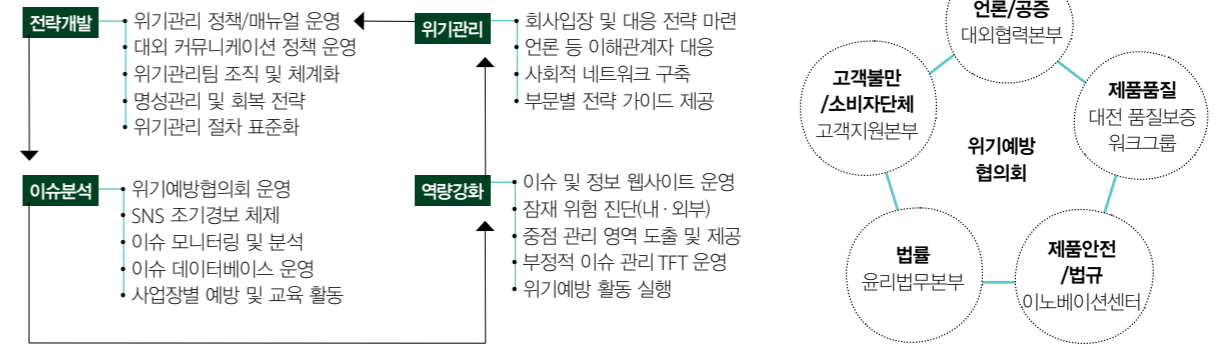 전략개발
• 위기관리 정책/매뉴얼 운영
• 대외 커뮤니케이션 정책 운영
• 위기관리팀 조직 및 체계화
• 명성관리 및 회복 전략
• 위기관리 절차 표준화
위기관리
• 회사입장 및 대응 전략 마련
• 언론 등 이해관계자 대응
• 사회적 네트워크 구축
• 부문별 전략 가이드 제공
이슈분석
• 위기예방협의회 운영
• SNS 조기경보 체제
• 이슈 모니터링 및 분석
• 이슈 데이터베이스 운영
• 사업장별 예방 및 교육 활동
역량강화
• 이슈 및 정보 웹사이트 운영
• 잠재 위험 진단(내 · 외부)
• 중점 관리 영역 도출 및 제공
• 부정적 이슈 관리 TFT 운영
• 위기예방 활동 실행
언론/공중
대외협력본부
고객불만
/소비자단체
고객지원본부
제품품질
대전 품질보증
워크그룹
위기예방
협의회
법률
윤리법무본부
제품안전
/법규
이노베이션센터